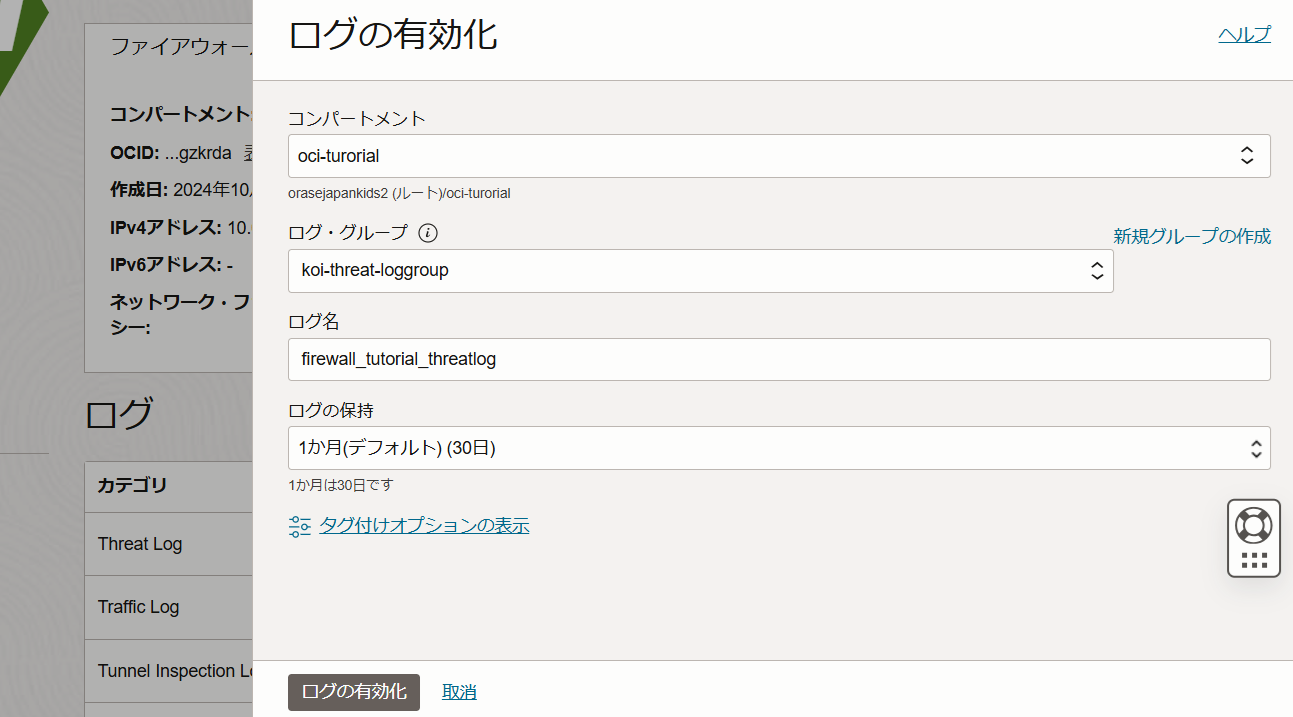 ファイアウォー
コンパートメント:
OCID: ...gzkrda
作成日: 2024年10
IPv4アドレス: 10.
IPv6アドレス: -
ネットワーク・フ
シー:
ログ
カテゴリ
Threat Log
Traffic Log
Tunnel Inspection L
ログの有効化
ヘルプ
コンパートメント
oci-turorial
orasejapankids2 (ルート)/oci-turorial
ログ・グループ
新規グループの作成
koi-threat-loggroup
ログ名
firewall_tutorial_threatlog
ログの保持
1か月(デフォルト) (30日)
1か月は30日です
タグ付けオプションの表示
ログの有効化
取消